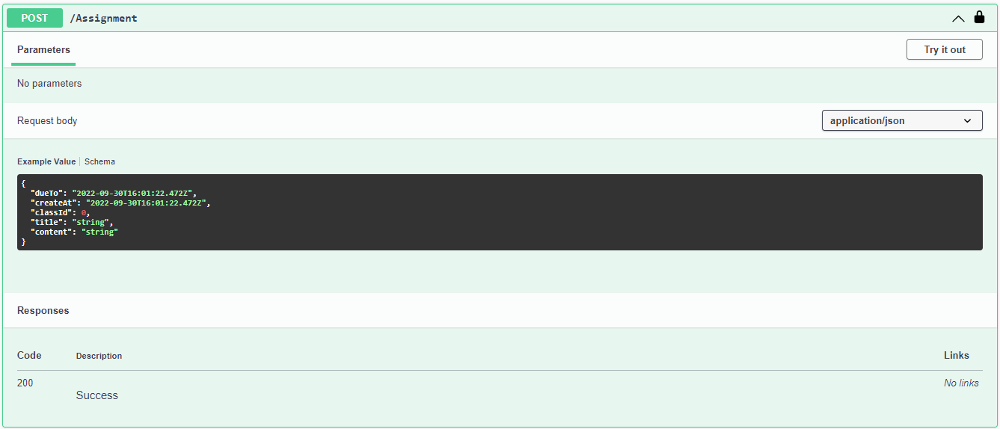 POST /Assignment
Parameters
Try it out
No parameters
Request body
application/json
Example Value | Schema
{
  "dueTo": "2022-09-30T16:01:22.472Z",
  "createAt": "2022-09-30T16:01:22.472Z",
  "classId": 0,
  "title": "string",
  "content": "string"
}
Responses
Code Description Links
200 Success No links